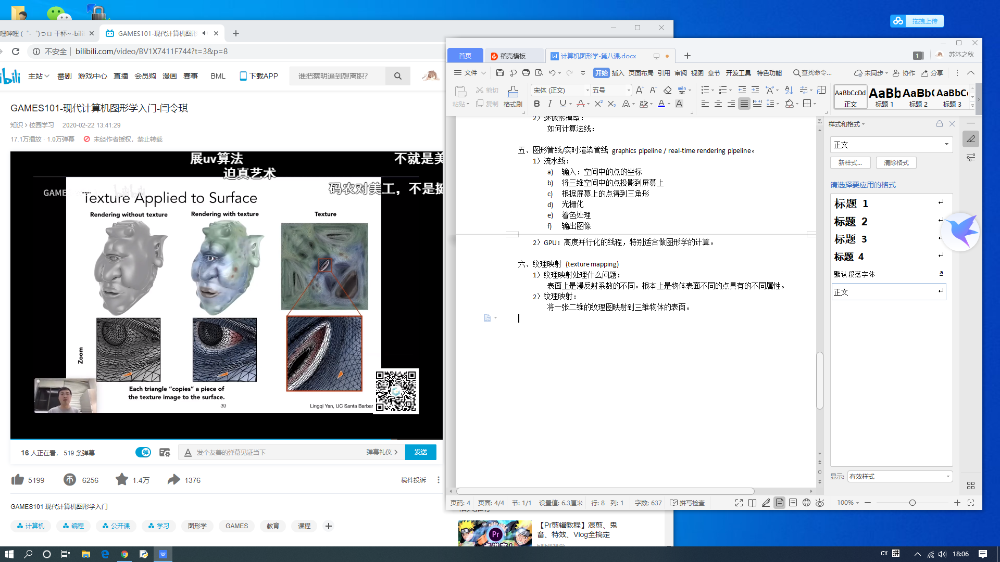 拖拽上传
哔哩哔哩 (゜-゜)つロ 干杯~-bili
GAMES101-现代计算机图形
不安全
bilibili.com/video/BV1X7411F744?t=3&p=8
主站
番剧
游戏中心
直播
会员购
漫画
赛事
BML
下载APP
谁把蔡明逼到想离职?
GAMES101-现代计算机图形学入门-闫令琪
知识 > 校园学习 2020-02-22 13:41:29
17.1万播放 · 1.0万弹幕 未经作者授权，禁止转载
展uv算法
不就是美
迫真艺术
码农对美工，不是挺
GAME
Texture Applied to Surface
Rendering without texture
Rendering with texture
Texture
Zoom
Each triangle “copies” a piece of
the texture image to the surface.
39
Lingqi Yan, UC Santa Barbar
16 人正在看， 519 条弹幕
弹
发个友善的弹幕见证当下
弹幕礼仪 >
发送
5199
6256
1.4万
1376
稿件投诉
GAMES101 现代计算机图形学入门
计算机
编程
公开课
学习
图形学
GAMES
教育
课程
【Pr剪辑教程】混剪、鬼
畜、特效、Vlog全搞定
Pr
首页
稻壳模板
计算机图形学-第八课.docx
1
苏沐之秋
文件
开始
插入
页面布局
引用
审阅
视图
章节
开发工具
特色功能
查找命令...
未同步
协作
分享
粘贴
剪切
复制
格式刷
宋体 (正文)
五号
AaBbCcDd
正文
AaBb
标题 1
AaBb(
标题 2
AaBbC
标题 3
2）逐像素模型：
如何计算法线：
五、图形管线/实时渲染管线 graphics pipeline / real-time rendering pipeline。
1）流水线：
a) 输入：空间中的点的坐标
b) 将三维空间中的点投影到屏幕上
c) 根据屏幕上的点得到三角形
d) 光栅化
e) 着色处理
f) 输出图像
2）GPU：高度并行化的线程，特别适合做图形学的计算。
六、纹理映射 (texture mapping)
1）纹理映射处理什么问题：
表面上是漫反射系数的不同。根本上是物体表面不同的点具有的不同属性。
2）纹理映射：
将一张二维的纹理图映射到三维物体的表面。
样式和格式
正文
新样式...
清除格式
请选择要应用的格式
标题 1
标题 2
标题 3
标题 4
默认段落字体
正文
显示:
有效样式
页码: 4
页面: 4/4
节: 1/1
设置值: 6.3厘米
行: 8
列: 1
字数: 637
拼写检查
100%
CH
拼
18:06